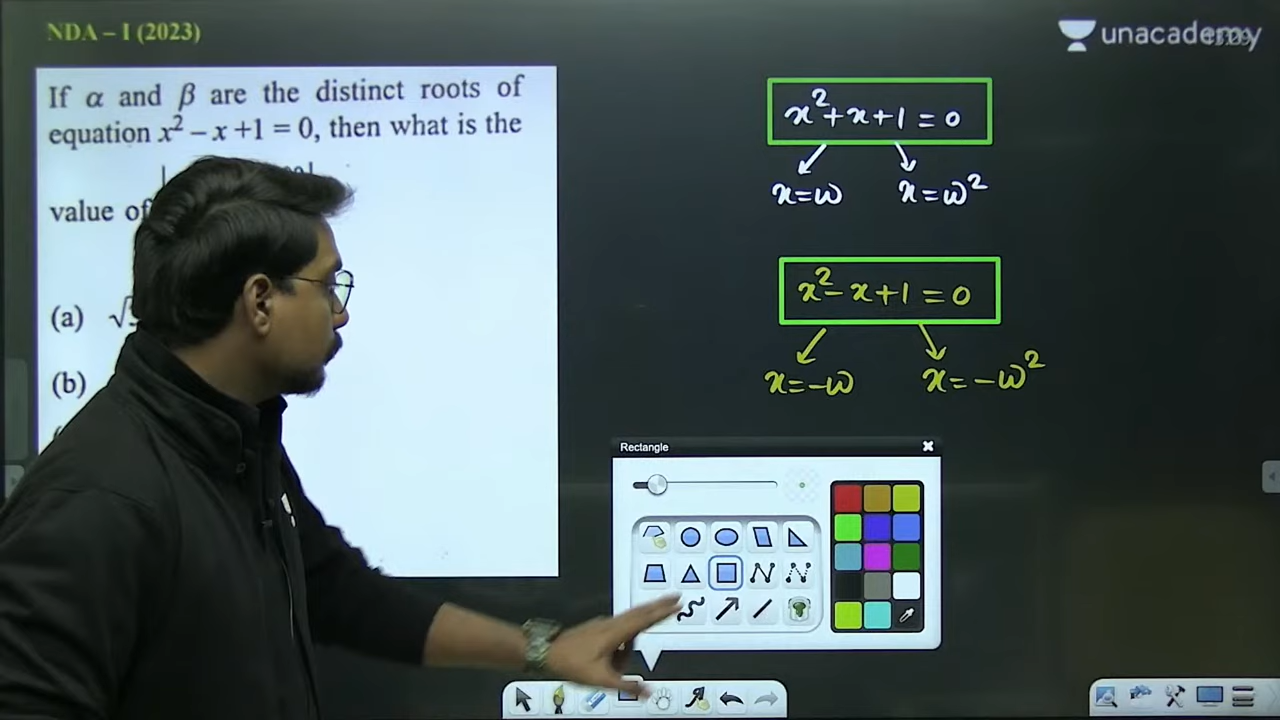 NDA – I (2023)
unacademy
If α and β are the distinct roots of
equation x² – x +1 = 0, then what is the
value of
(a) √
(b)
x²+x+1=0
x=ω x=ω²
x²-x+1=0
x=-ω x=-ω²
Rectangle